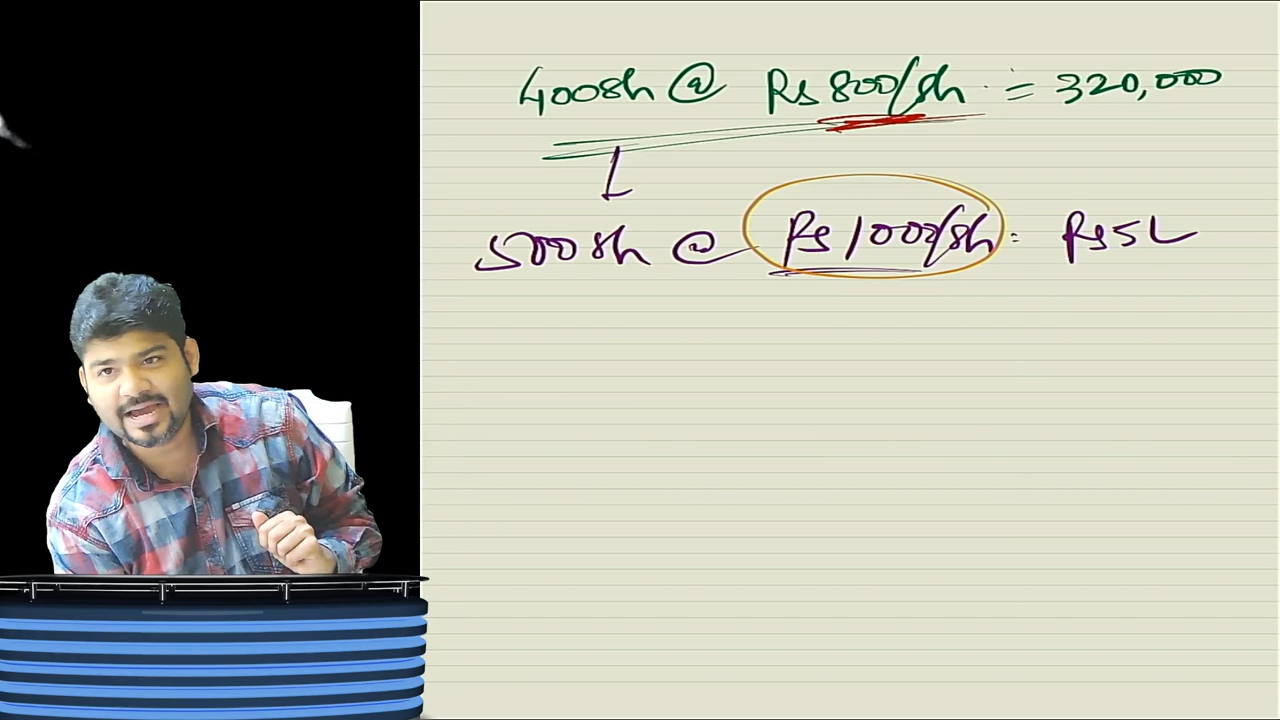 400sh @ Rs 800/sh = 320,000
500sh @ Rs 1000/sh = Rs 5L